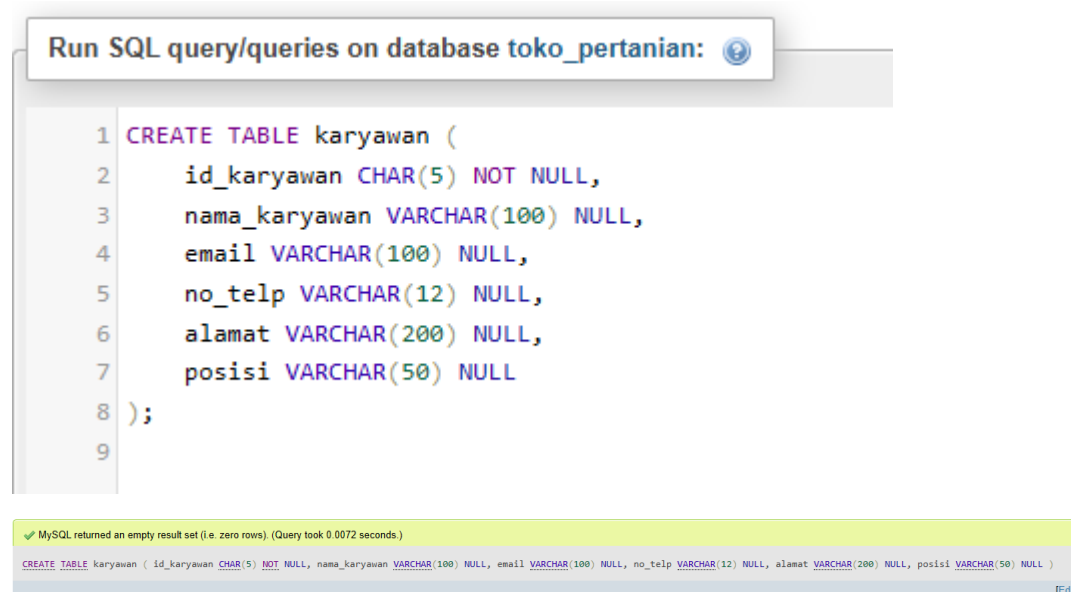 Run SQL query/queries on database toko_pertanian:
1 CREATE TABLE karyawan (
2 id_karyawan CHAR(5) NOT NULL,
3 nama_karyawan VARCHAR(100) NULL,
4 email VARCHAR(100) NULL,
5 no_telp VARCHAR(12) NULL,
6 alamat VARCHAR(200) NULL,
7 posisi VARCHAR(50) NULL
8 );
9
MySQL returned an empty result set (i.e. zero rows). (Query took 0.0072 seconds.)
CREATE TABLE karyawan ( id_karyawan CHAR(5) NOT NULL, nama_karyawan VARCHAR(100) NULL, email VARCHAR(100) NULL, no_telp VARCHAR(12) NULL, alamat VARCHAR(200) NULL, posisi VARCHAR(50) NULL )